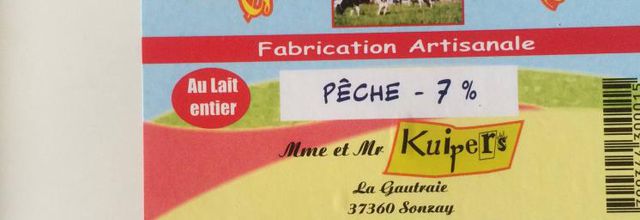 Fabrication Artisanale
Au Lait
entier
PÊCHE - 7 %
Mme et Mr Kuipers
La Gautraie
37360 Sonzay